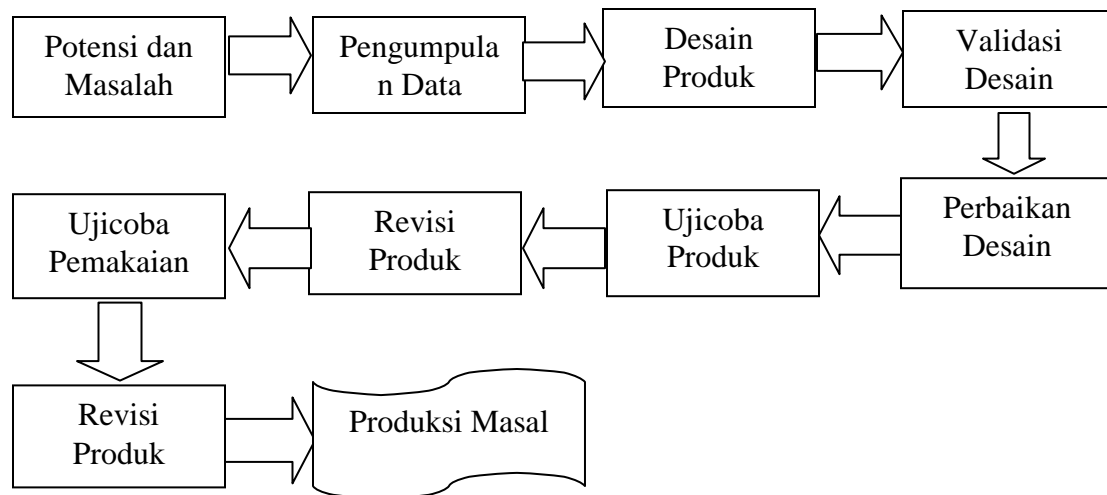 Potensi dan
Masalah
Pengumpula
n Data
Desain
Produk
Validasi
Desain
Perbaikan
Desain
Ujicoba
Produk
Revisi
Produk
Ujicoba
Pemakaian
Revisi
Produk
Produksi Masal